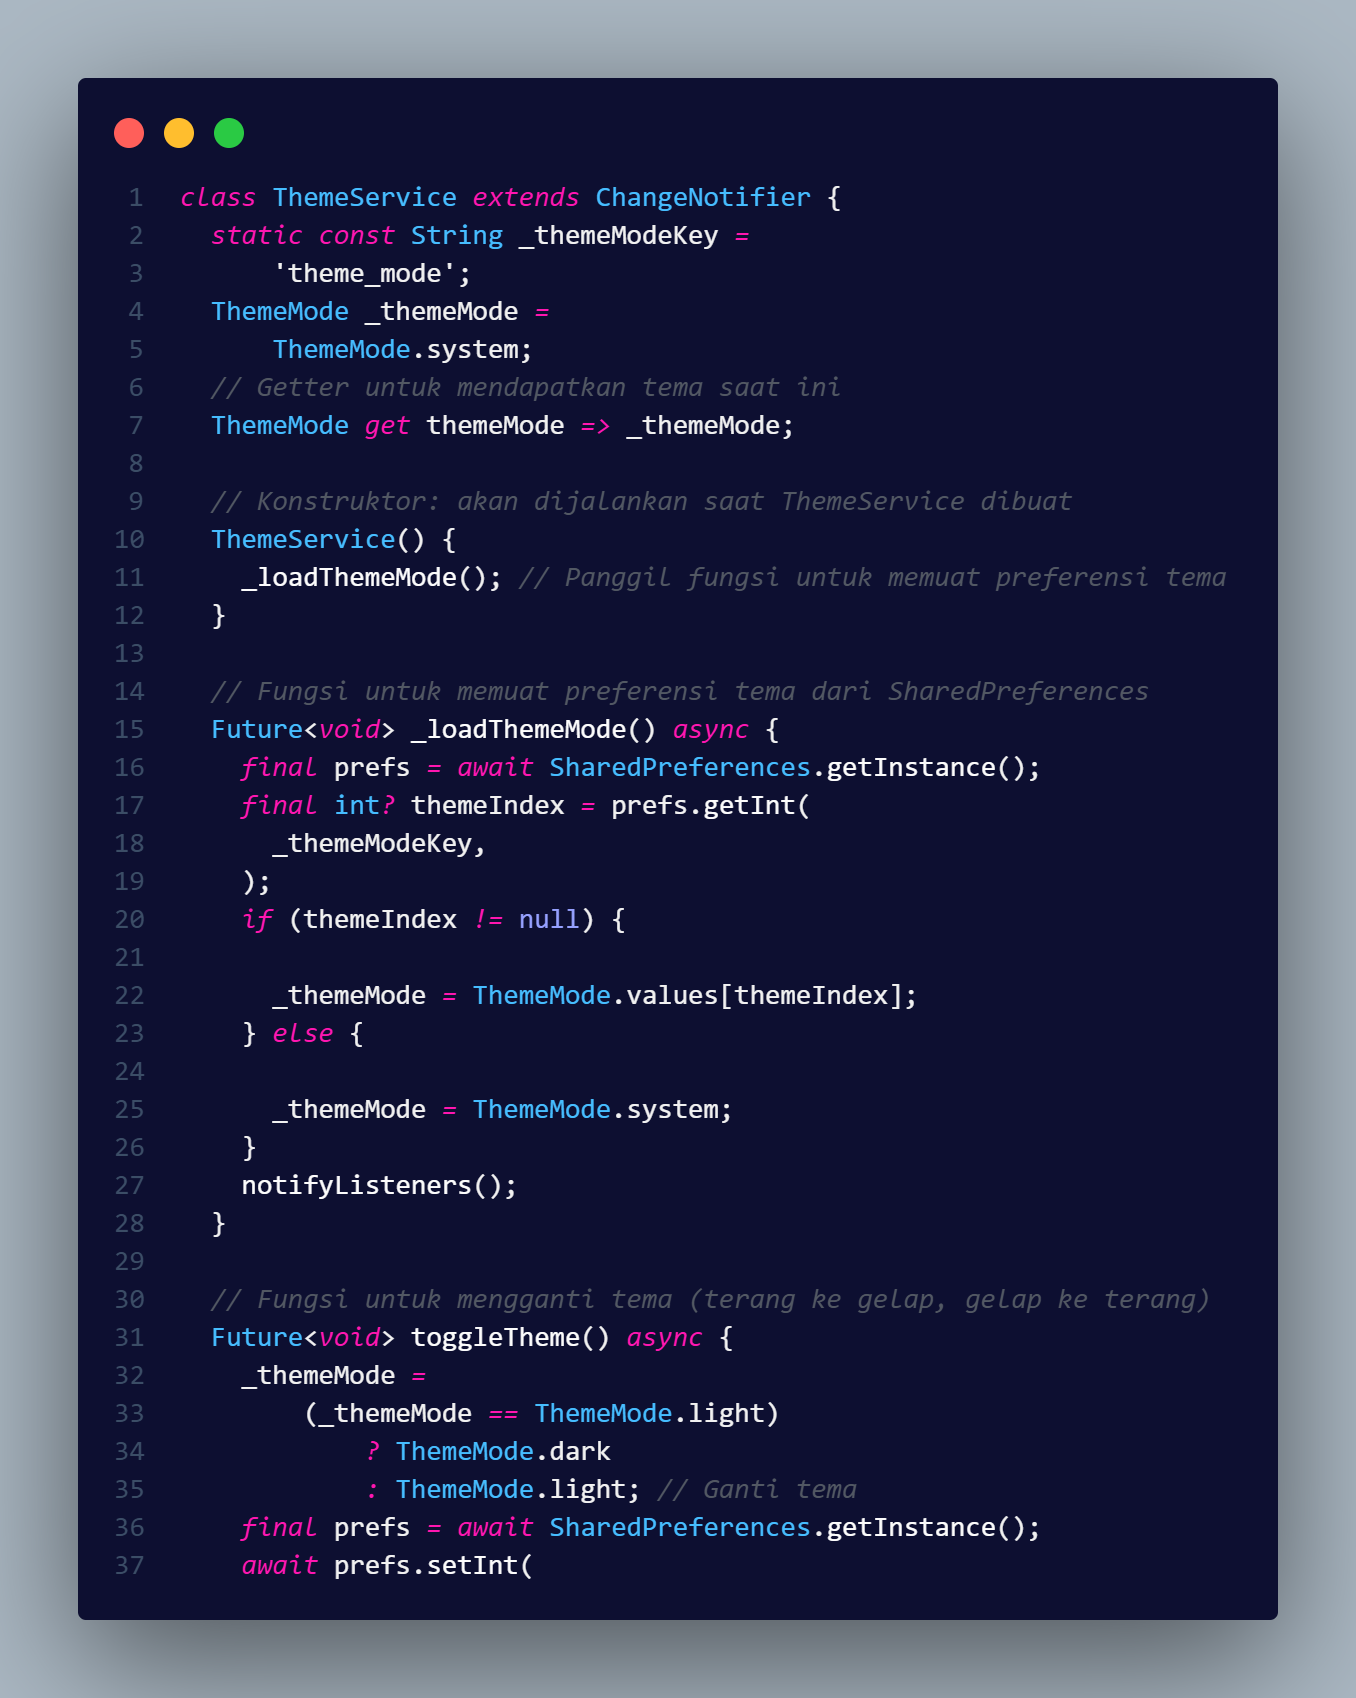 1 class ThemeService extends ChangeNotifier {
2   static const String _themeModeKey =
3       'theme_mode';
4   ThemeMode _themeMode =
5       ThemeMode.system;
6   // Getter untuk mendapatkan tema saat ini
7   ThemeMode get themeMode => _themeMode;
8
9   // Konstruktor: akan dijalankan saat ThemeService dibuat
10   ThemeService() {
11     _loadThemeMode(); // Panggil fungsi untuk memuat preferensi tema
12   }
13
14   // Fungsi untuk memuat preferensi tema dari SharedPreferences
15   Future<void> _loadThemeMode() async {
16     final prefs = await SharedPreferences.getInstance();
17     final int? themeIndex = prefs.getInt(
18       _themeModeKey,
19     );
20     if (themeIndex != null) {
21
22       _themeMode = ThemeMode.values[themeIndex];
23     } else {
24
25       _themeMode = ThemeMode.system;
26     }
27     notifyListeners();
28   }
29
30   // Fungsi untuk mengganti tema (terang ke gelap, gelap ke terang)
31   Future<void> toggleTheme() async {
32     _themeMode =
33         (_themeMode == ThemeMode.light)
34             ? ThemeMode.dark
35             : ThemeMode.light; // Ganti tema
36     final prefs = await SharedPreferences.getInstance();
37     await prefs.setInt(